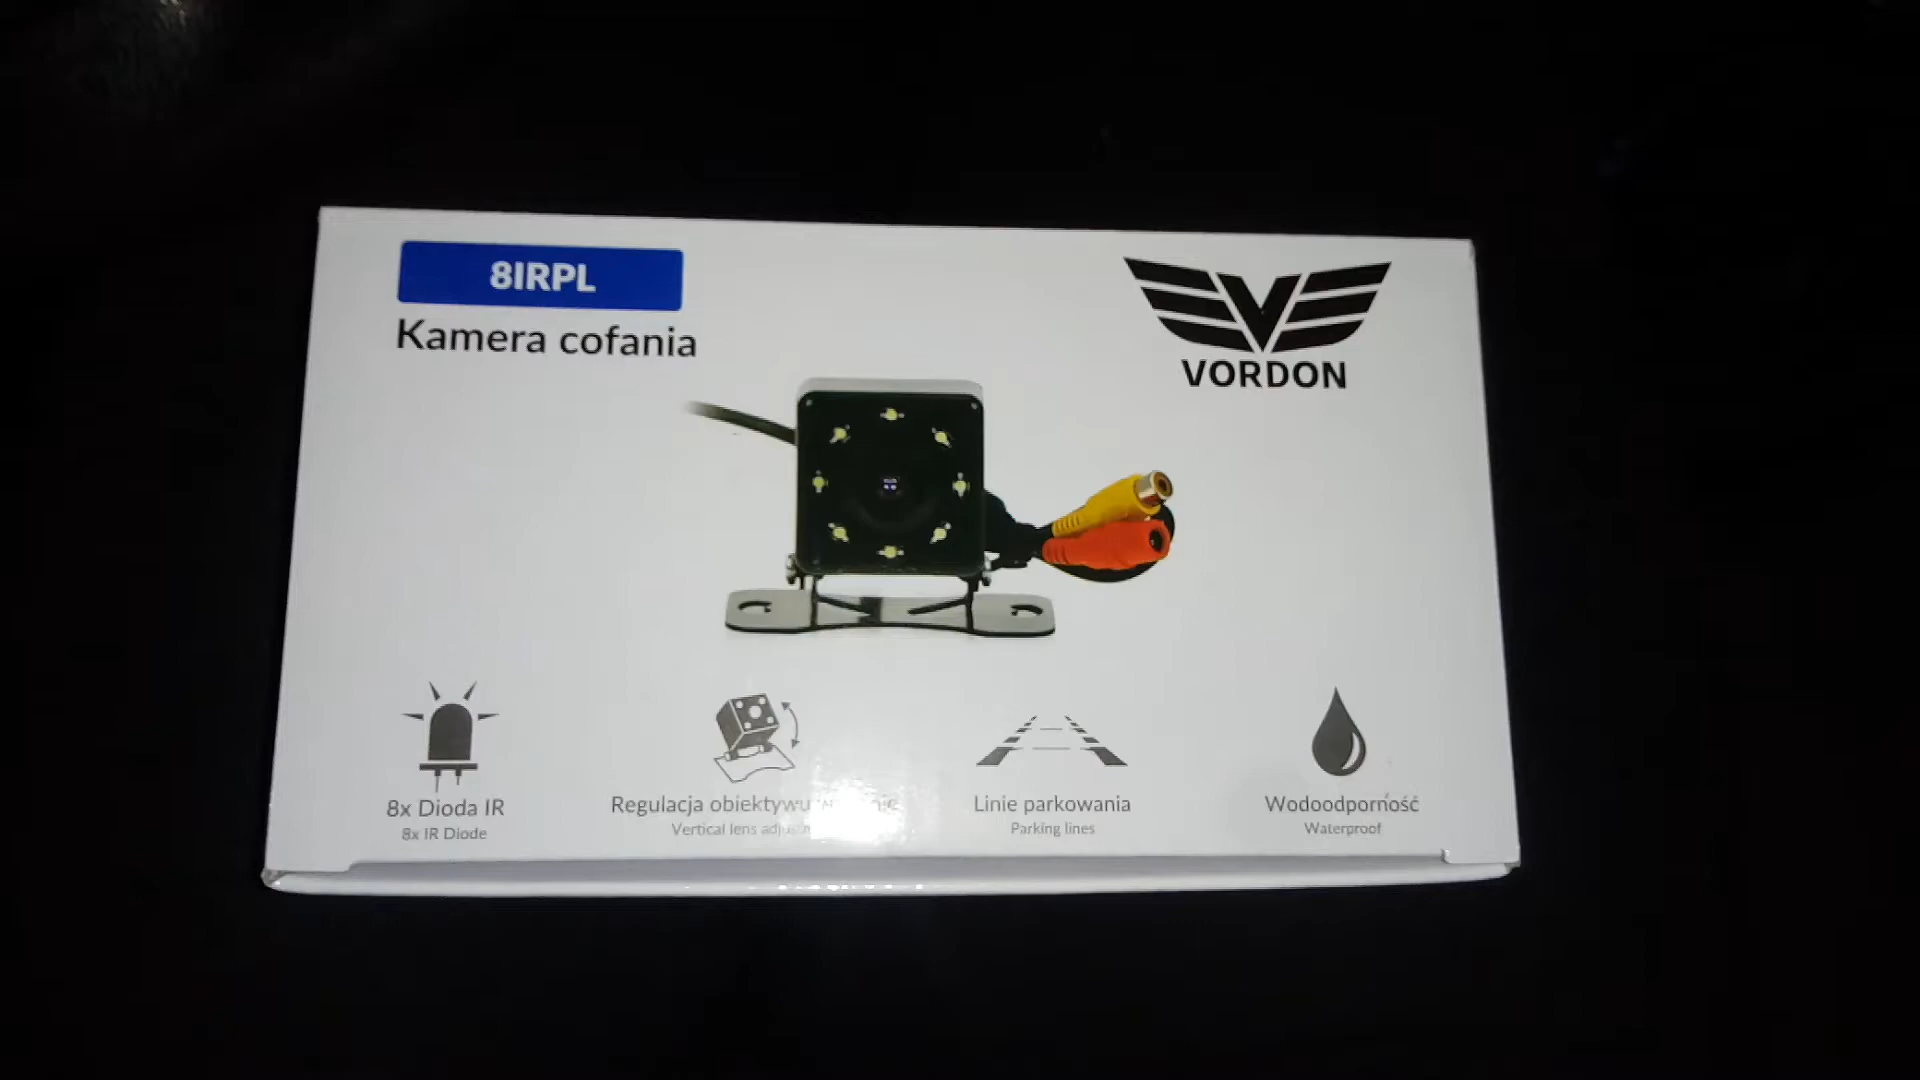 8IRPL
Kamera cofania
VORDON
8x Dioda IR
8x IR Diode
Regulacja obiektywu
Vertical lens
Linie parkowania
Parking lines
Wodoodporność
Waterproof